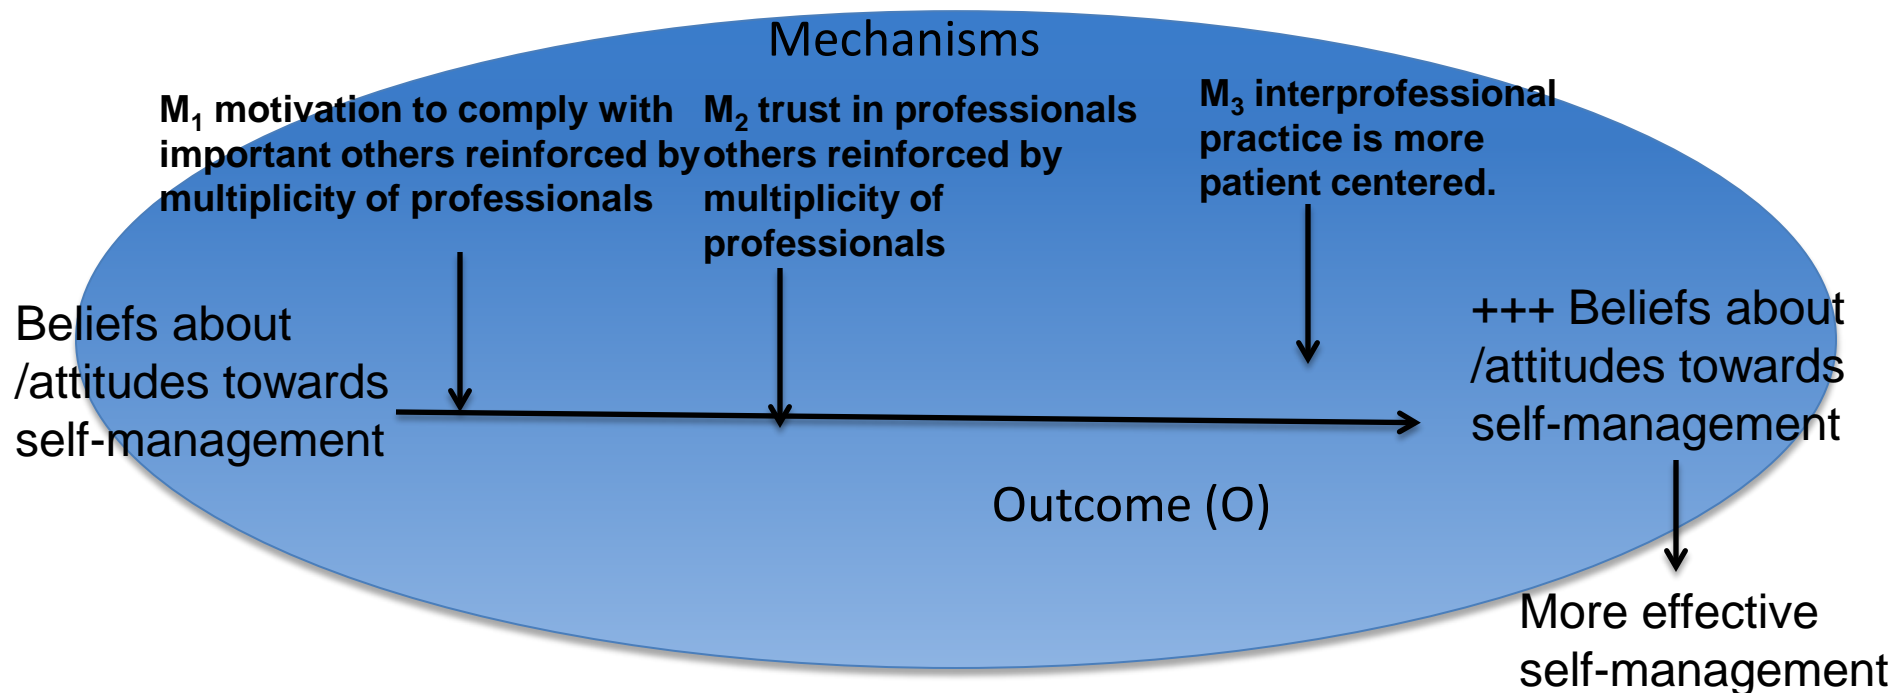 Mechanisms
M₁ motivation to comply with
important others reinforced by
multiplicity of professionals
M₂ trust in professionals
others reinforced by
multiplicity of
professionals
M₃ interprofessional
practice is more
patient centered.
Beliefs about
/attitudes towards
self-management
+++ Beliefs about
/attitudes towards
self-management
Outcome (O)
More effective
self-management